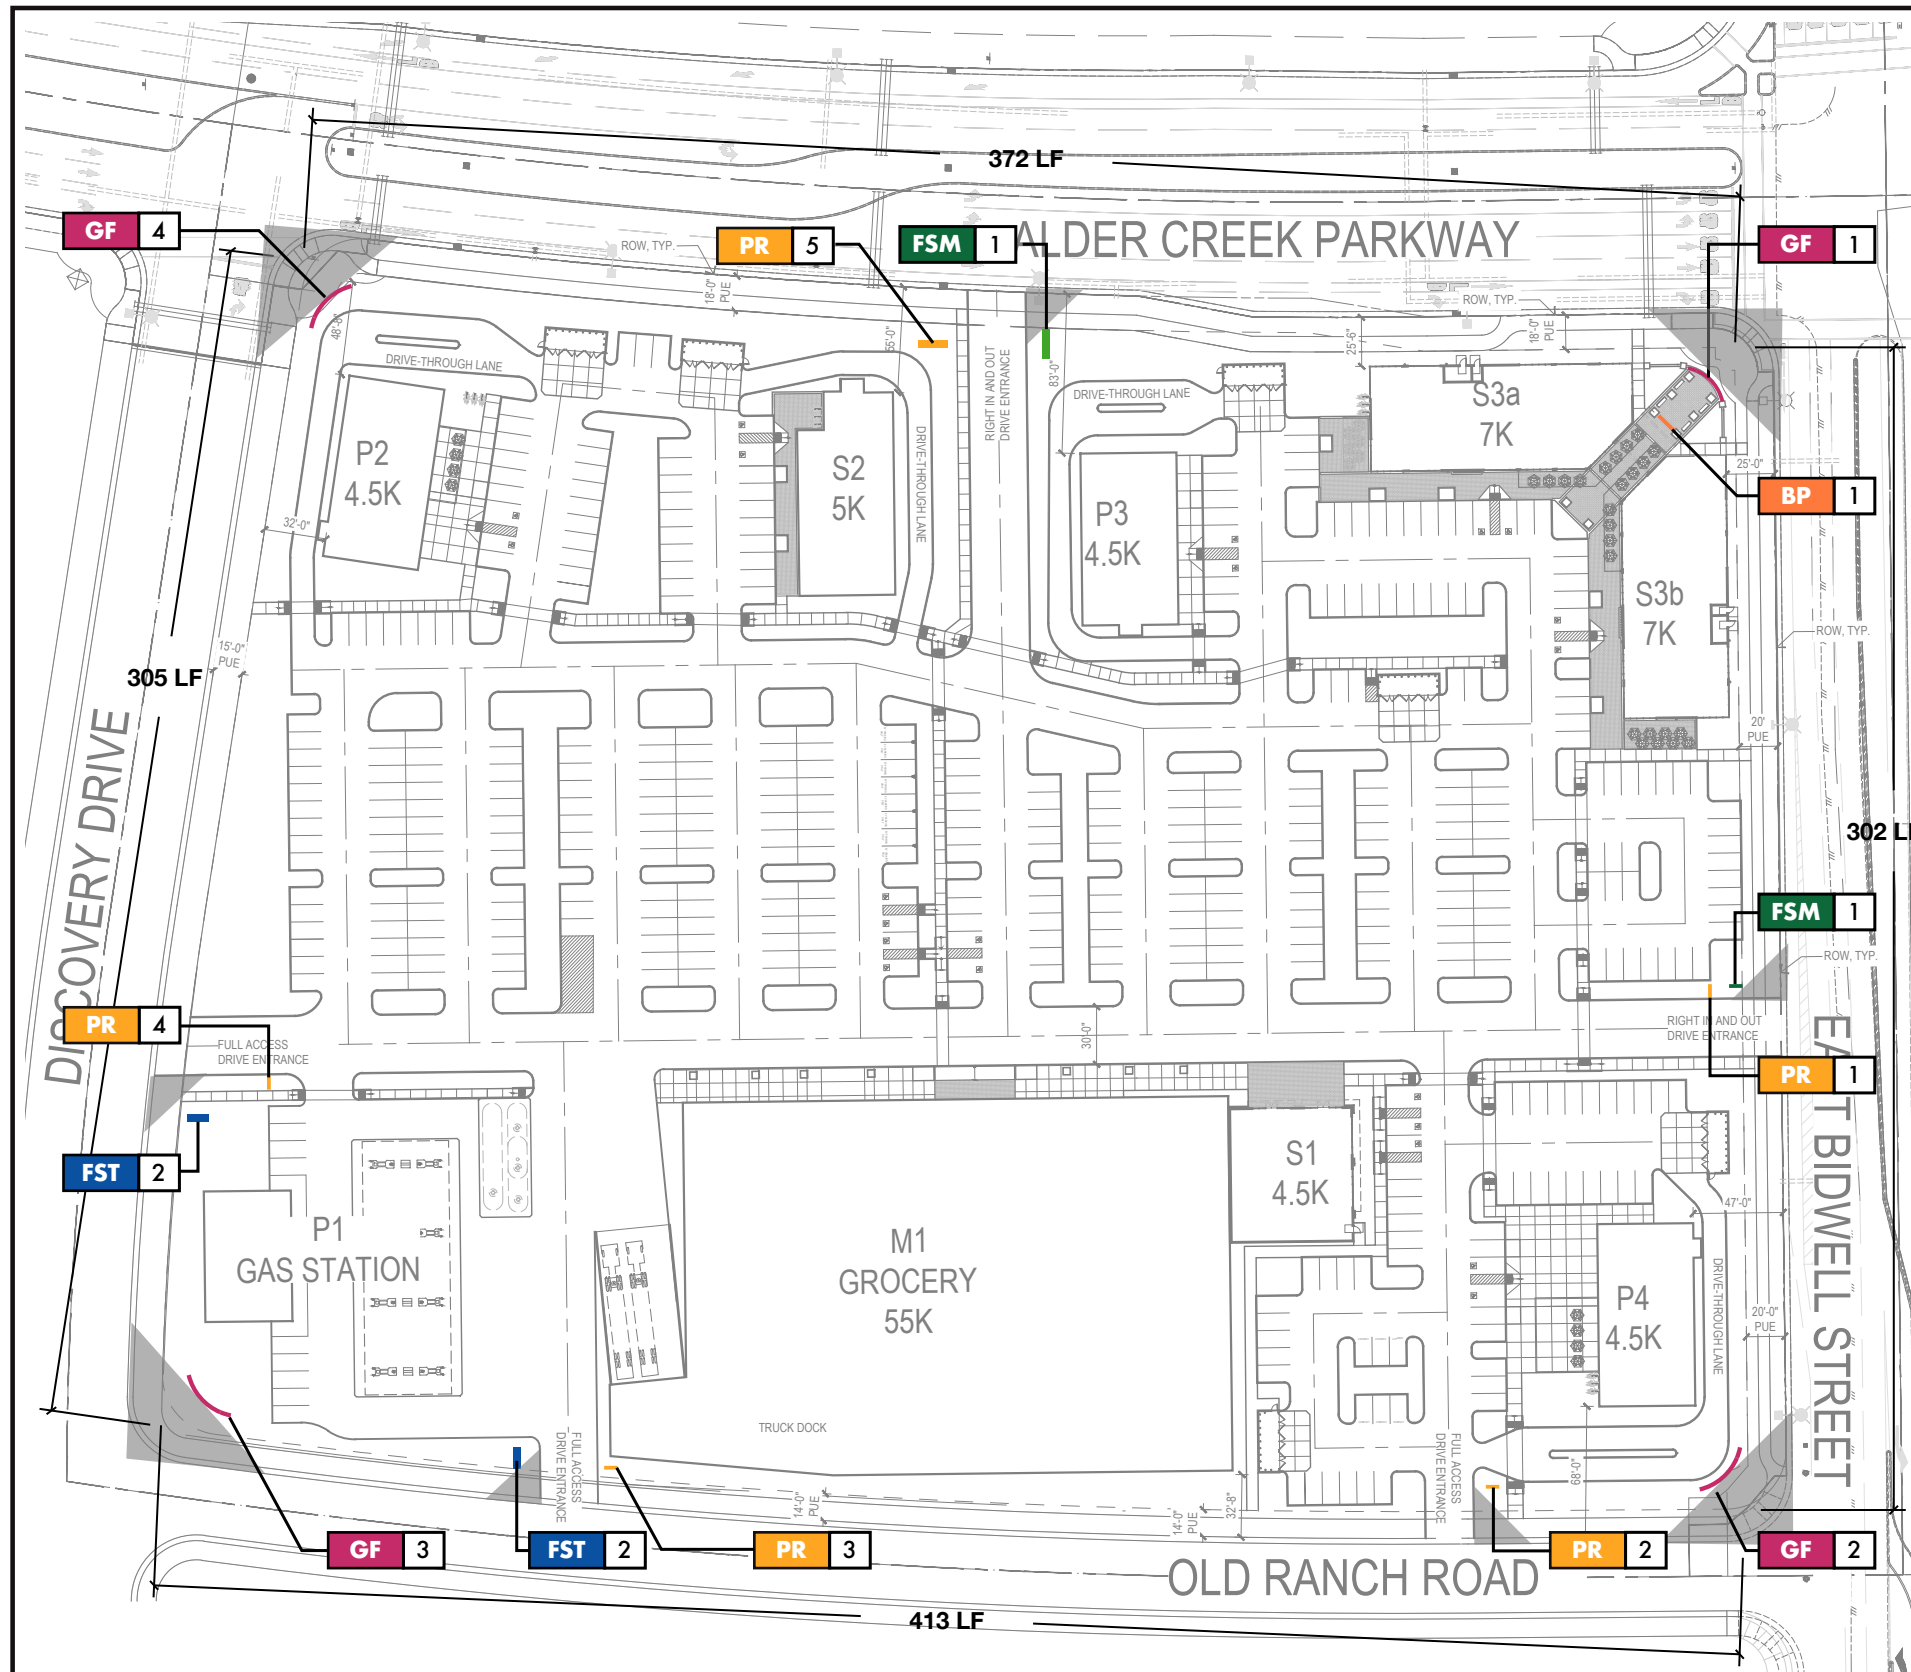 372 LF
GF 4
ROW, TYP.
PR 5
FSM 1
ALDER CREEK PARKWAY
GF 1
18'-0"
PUE
ROW, TYP.
48'-8"
55'-0"
83'-0"
25'-6"
18'-0"
PUE
DRIVE-THROUGH LANE
RIGHT IN AND OUT
DRIVE ENTRANCE
DRIVE-THROUGH LANE
S3a
7K
P2
4.5K
S2
5K
DRIVE-THROUGH LANE
P3
4.5K
25'-0"
BP 1
32'-0"
S3b
7K
ROW, TYP.
15'-0"
PUE
305 LF
20'
PUE
DISCOVERY DRIVE
302 LF
FSM 1
ROW, TYP.
PR 4
FULL ACCESS
DRIVE ENTRANCE
30'-0"
RIGHT IN AND OUT
DRIVE ENTRANCE
PR 1
EAST BIDWELL STREET
FST 2
S1
4.5K
47'-0"
P1
GAS STATION
M1
GROCERY
55K
P4
4.5K
DRIVE-THROUGH LANE
20'-0"
PUE
TRUCK DOCK
FULL ACCESS
DRIVE ENTRANCE
FULL ACCESS
DRIVE ENTRANCE
68'-0"
14'-0"
PUE
14'-0"
PUE
32'-8"
GF 3
FST 2
PR 3
PR 2
GF 2
OLD RANCH ROAD
413 LF